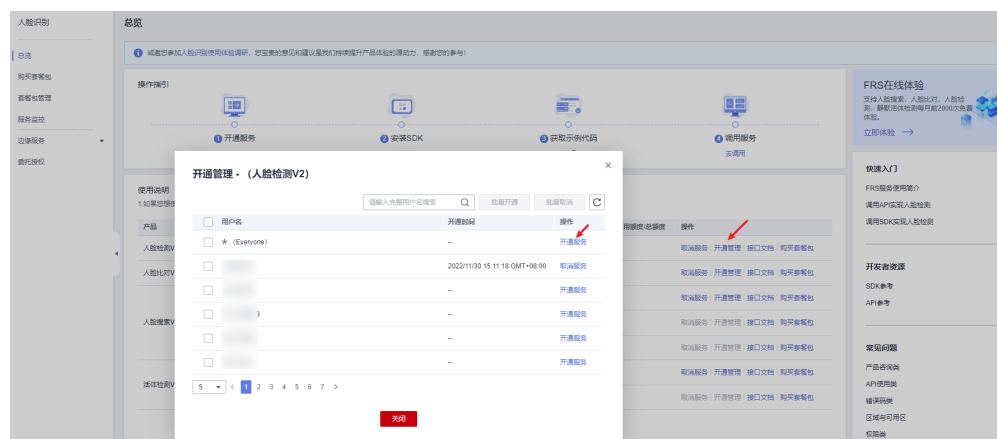 人脸识别
总览
购买套餐包
套餐包管理
服务监控
边缘服务
委托授权
总览
诚邀您参加人脸识别使用体验调研，您宝贵的意见和建议是我们持续提升产品体验的源动力，感谢您的参与！
操作指引
1 开通服务
2 安装SDK
3 获取示例代码
4 调用服务
去调用
使用说明
1.如果您想
产品
用额度/总额度
操作
人脸检测V
取消服务 开通管理 接口文档 购买套餐包
人脸比对V
取消服务 开通管理 接口文档 购买套餐包
取消服务 开通管理 接口文档 购买套餐包
人脸搜索V
取消服务 开通管理 接口文档 购买套餐包
取消服务 开通管理 接口文档 购买套餐包
活体检测V
取消服务 开通管理 接口文档 购买套餐包
开通管理 - （人脸检测V2）
请输入完整用户名搜索
批量开通
批量取消
用户名
开通时间
操作
* (Everyone)
--
开通服务
2022/11/30 15:11:18 GMT+08:00
取消服务
--
开通服务
3
--
开通服务
--
开通服务
--
开通服务
5
< 1 2 3 4 5 6 7 >
关闭
FRS在线体验
支持人脸搜索、人脸比对、人脸检
测、静默活体检测每月前2000次免费
体验。
立即体验 →
快速入门
FRS服务使用简介
调用API实现人脸检测
调用SDK实现人脸检测
开发者资源
SDK参考
API参考
常见问题
产品咨询类
API使用类
错误码类
区域与可用区
权限类